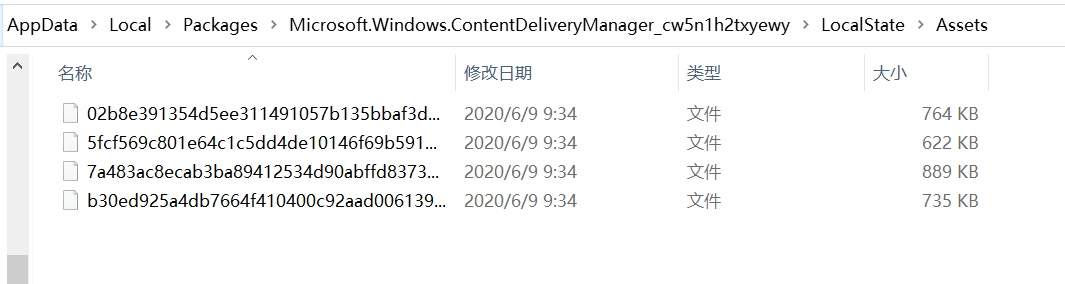 AppData > Local > Packages > Microsoft.Windows.ContentDeliveryManager_cw5n1h2txyewy > LocalState > Assets
名称 修改日期 类型 大小
02b8e391354d5ee311491057b135bbaf3d... 2020/6/9 9:34 文件 764 KB
5fcf569c801e64c1c5dd4de10146f69b591... 2020/6/9 9:34 文件 622 KB
7a483ac8ecab3ba89412534d90abffd8373... 2020/6/9 9:34 文件 889 KB
b30ed925a4db7664f410400c92aad006139... 2020/6/9 9:34 文件 735 KB